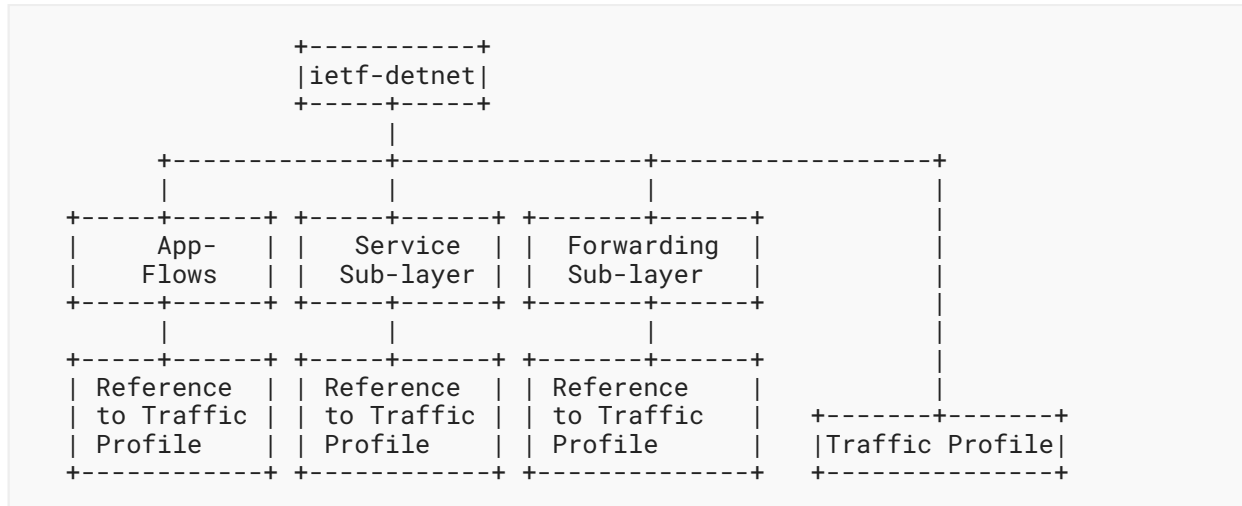 ietf-detnet
App-
Flows
Service
Sub-layer
Forwarding
Sub-layer
Reference
to Traffic
Profile
Reference
to Traffic
Profile
Reference
to Traffic
Profile
Traffic Profile